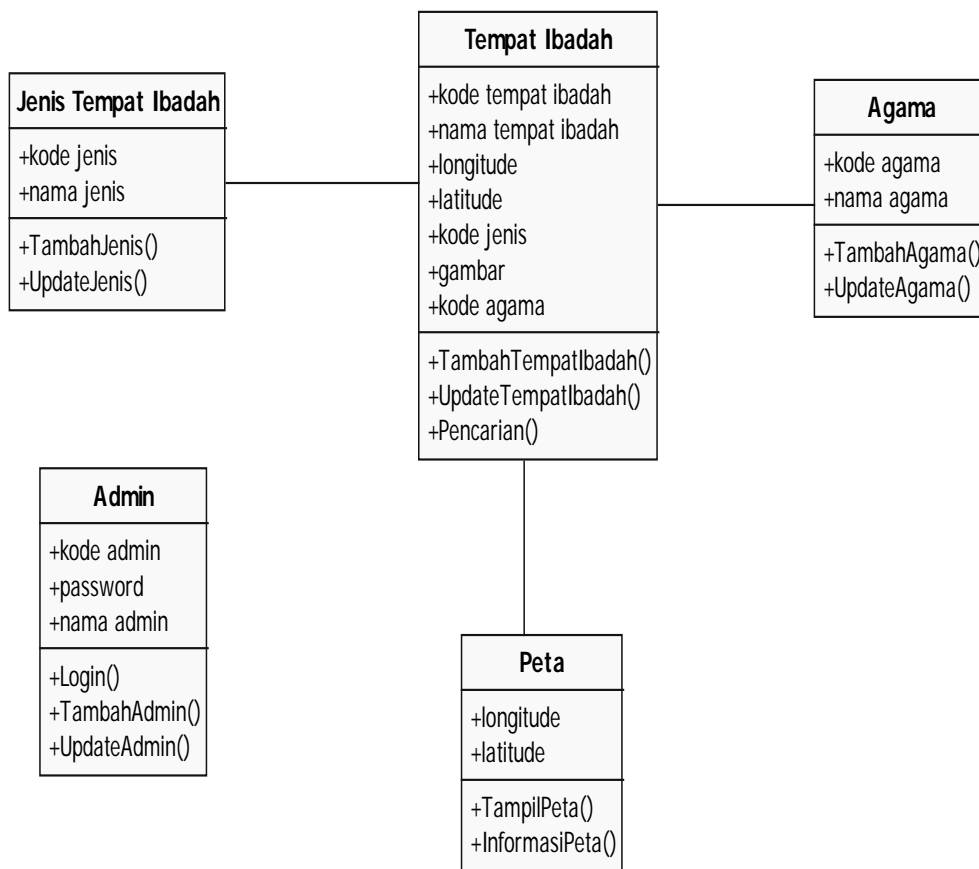 Tempat Ibadah
+kode tempat ibadah
+nama tempat ibadah
+longitude
+latitude
+kode jenis
+gambar
+kode agama
+TambahTempatIbadah()
+UpdateTempatIbadah()
+Pencarian()
Jenis Tempat Ibadah
+kode jenis
+nama jenis
+TambahJenis()
+UpdateJenis()
Agama
+kode agama
+nama agama
+TambahAgama()
+UpdateAgama()
Admin
+kode admin
+password
+nama admin
+Login()
+TambahAdmin()
+UpdateAdmin()
Peta
+longitude
+latitude
+TampilPeta()
+InformasiPeta()